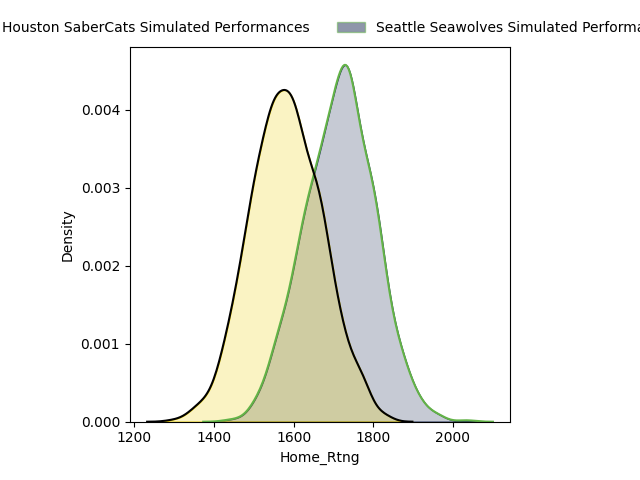 Houston SaberCats Simulated Performances
Seattle Seawolves Simulated
Density
0.004
0.003
0.002
0.001
0.000
1200 1400 1600 1800 2000
Home_Rtng